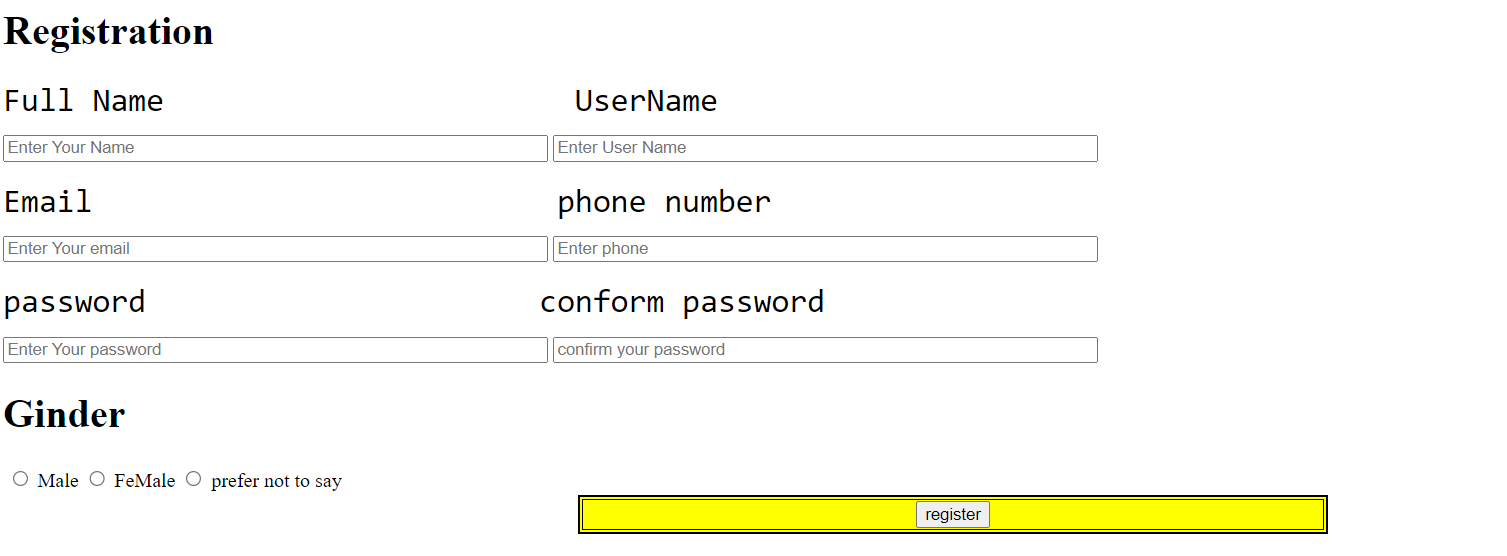 Registration
Full Name UserName
Enter Your Name Enter User Name
Email phone number
Enter Your email Enter phone
password conform password
Enter Your password confirm your password
Ginder
Male FeMale prefer not to say
register